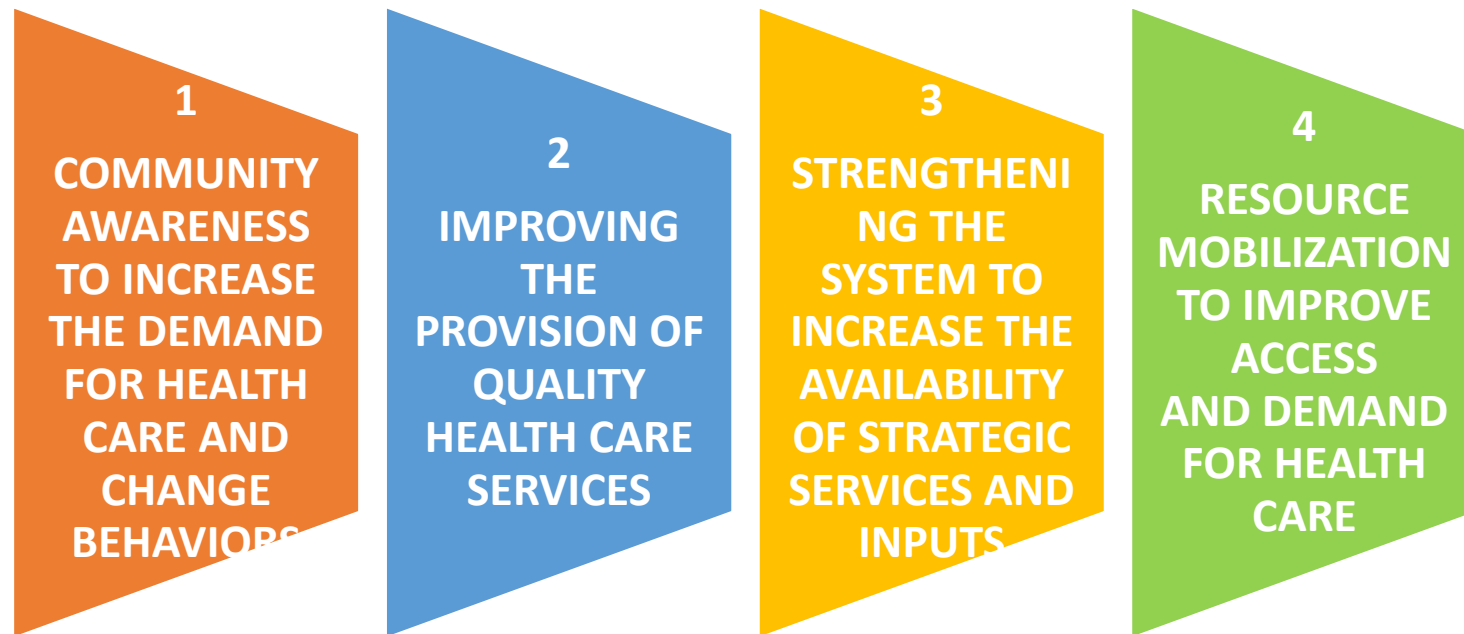 1
COMMUNITY
AWARENESS
TO INCREASE
THE DEMAND
FOR HEALTH
CARE AND
CHANGE
BEHAVIORS
2
IMPROVING
THE
PROVISION OF
QUALITY
HEALTH CARE
SERVICES
3
STRENGTHENI
NG THE
SYSTEM TO
INCREASE THE
AVAILABILITY
OF STRATEGIC
SERVICES AND
INPUTS
4
RESOURCE
MOBILIZATION
TO IMPROVE
ACCESS
AND DEMAND
FOR HEALTH
CARE